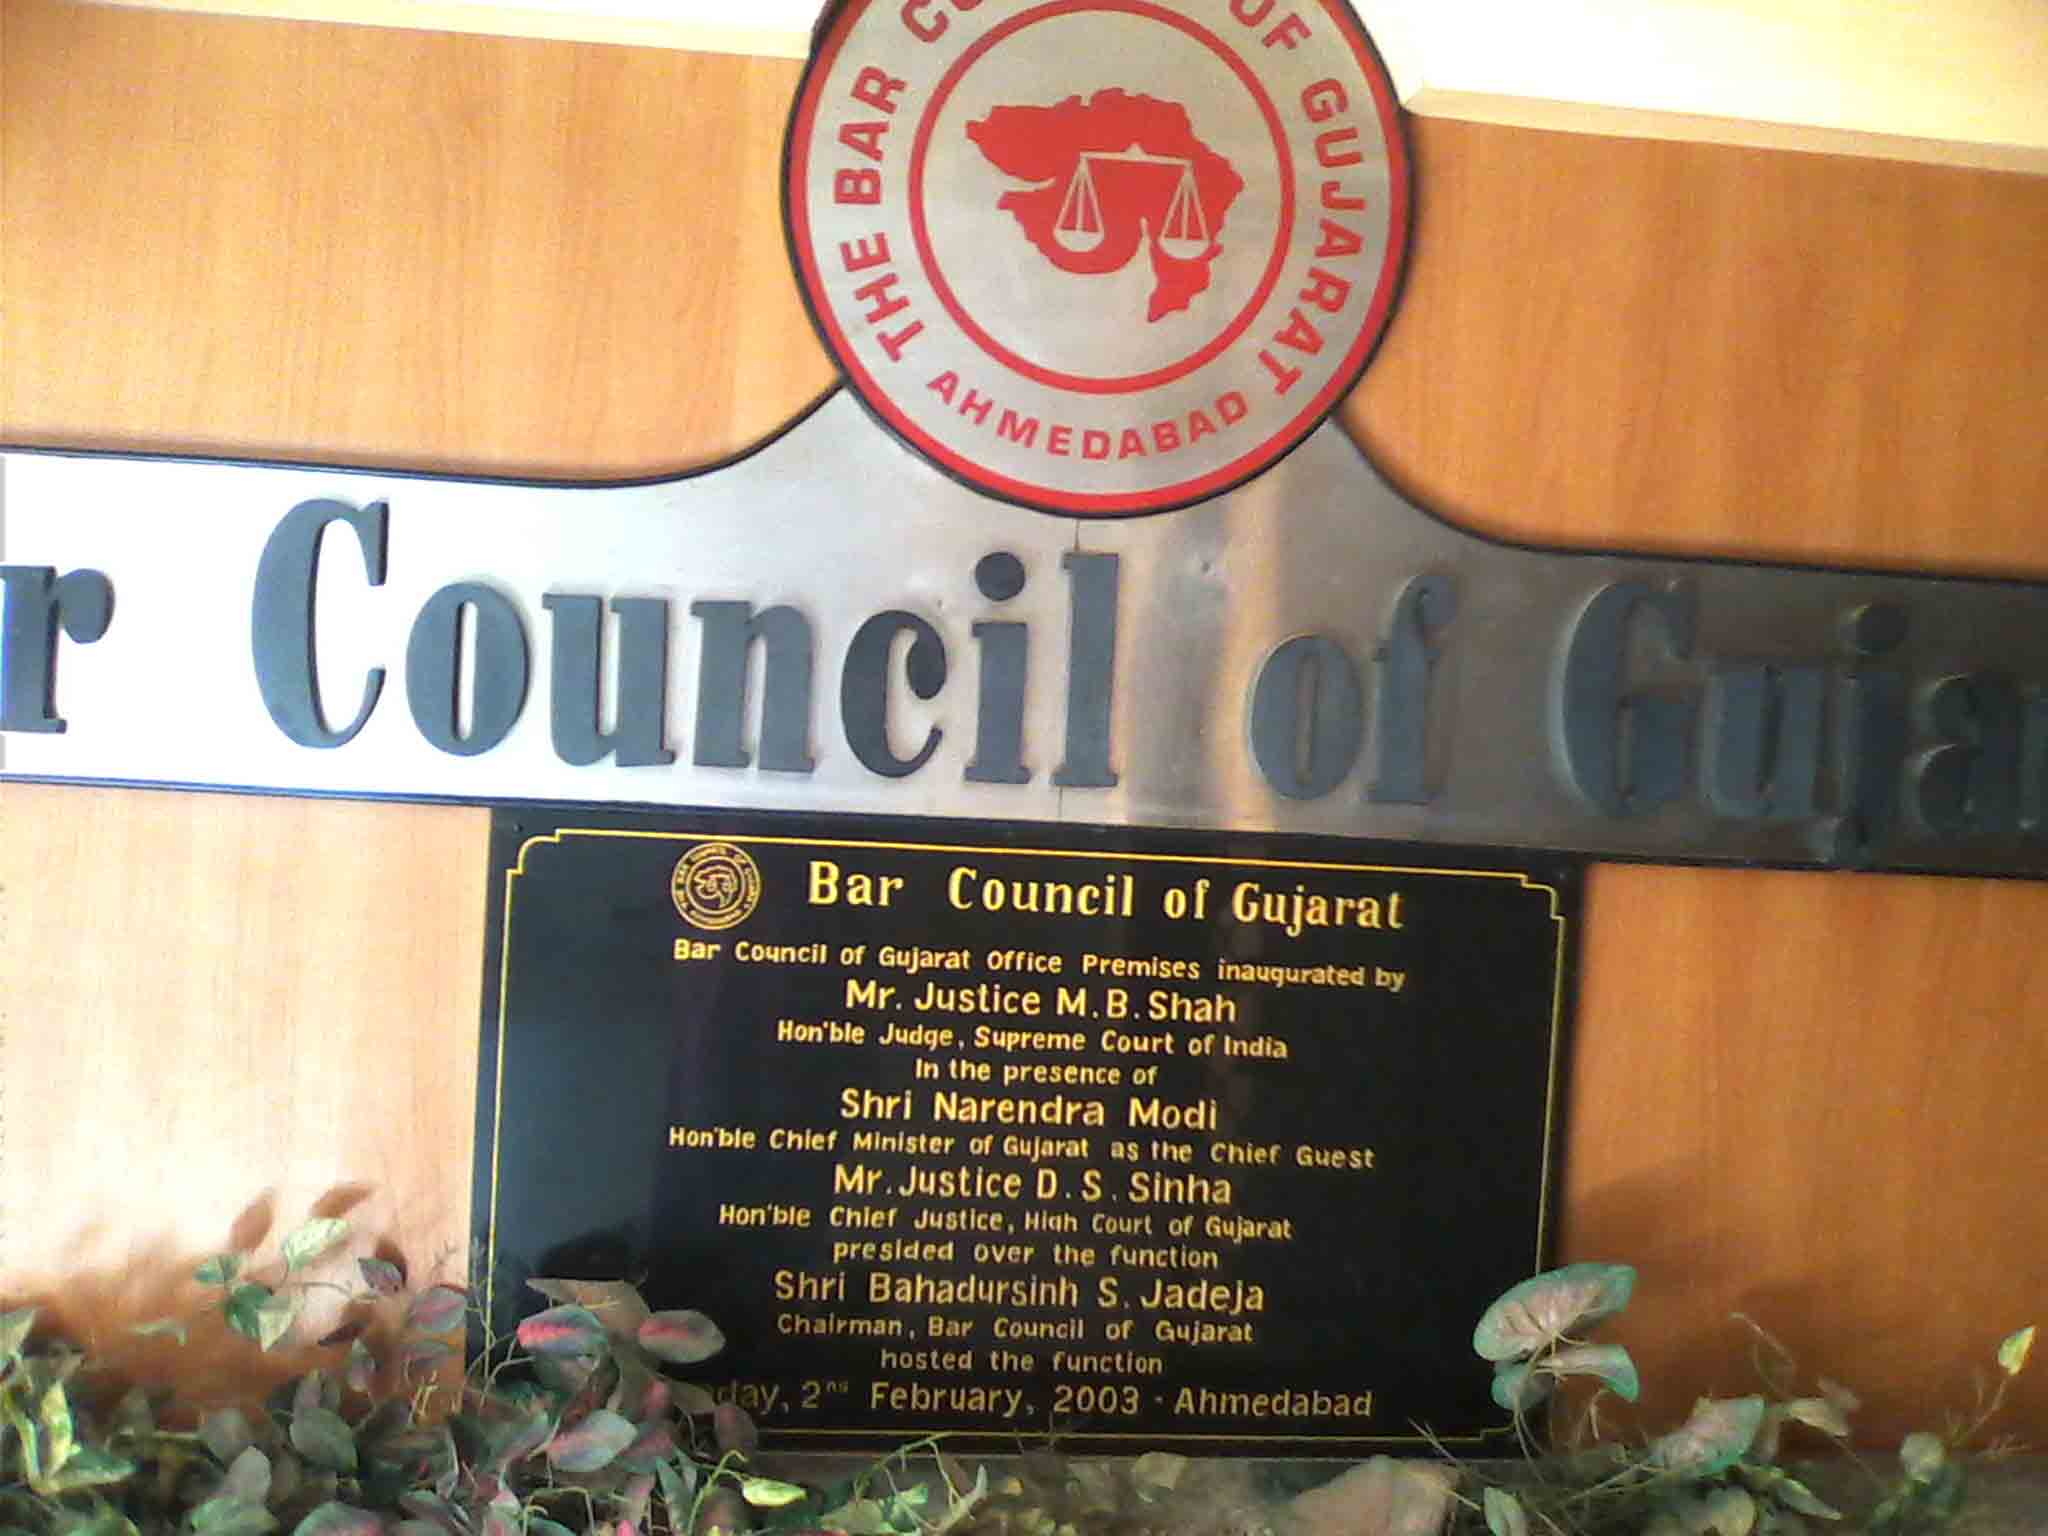 THE BAR OF GUJARAT
AHMEDABAD
r Council of Guja
Bar Council of Gujarat
Bar Council of Gujarat Office Premises inaugurated by
Mr. Justice M.B. Shah
Hon'ble Judge, Supreme Court of India
In the presence of
Shri Narendra Modi
Hon'ble Chief Minister of Gujarat as the Chief Guest
Mr. Justice D.S. Sinha
Hon'ble Chief Justice, High Court of Gujarat
presided over the function
Shri Bahadursinh S. Jadeja
Chairman, Bar Council of Gujarat
hosted the function
day, 2nd February, 2003 - Ahmedabad